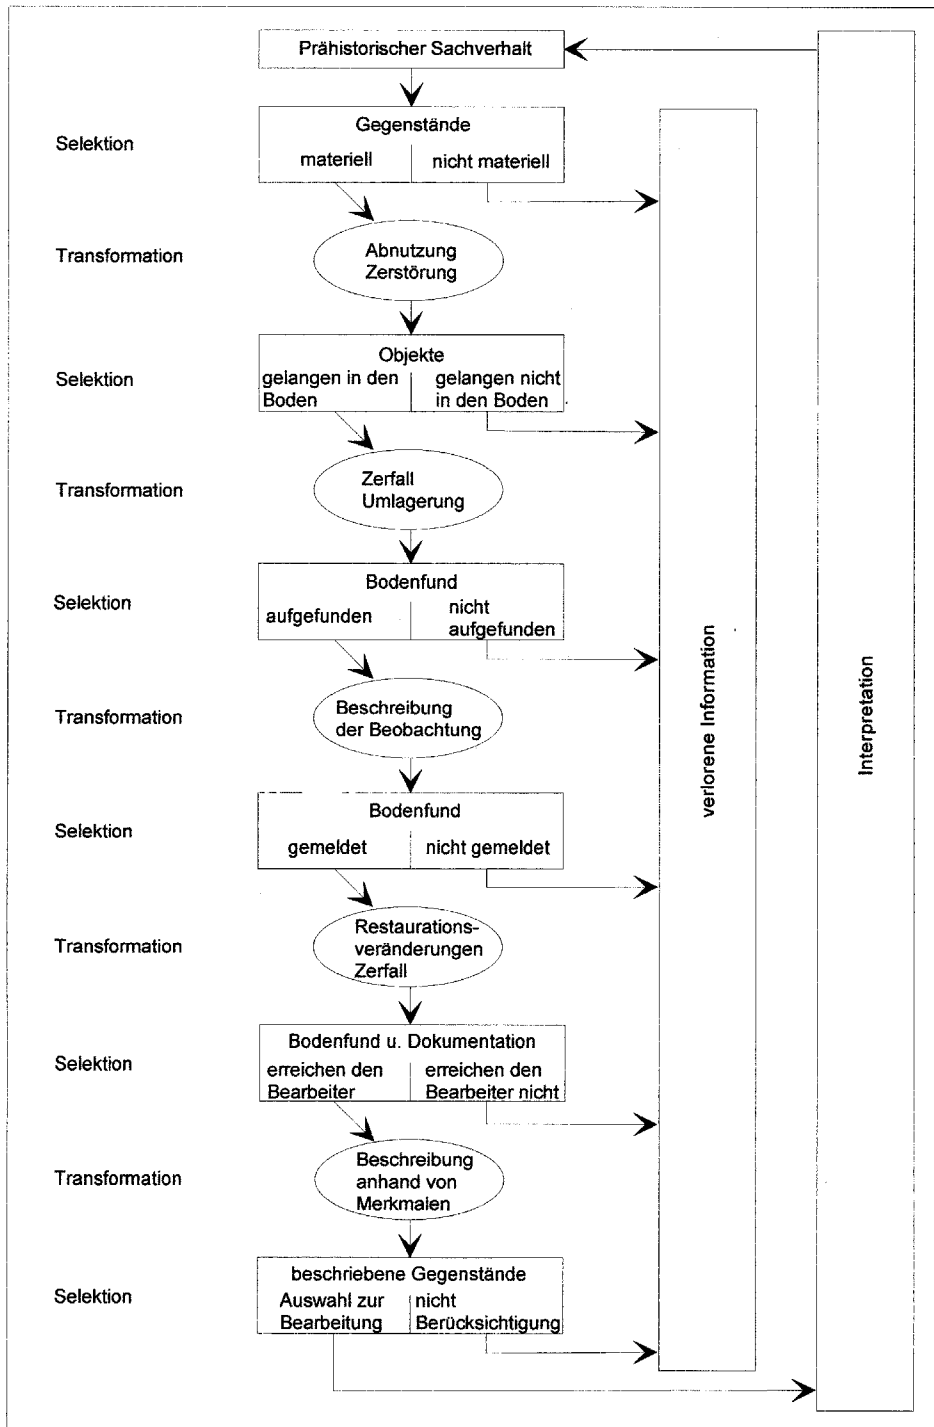 Prähistorischer Sachverhalt
Selektion
Gegenstände
materiell
nicht materiell
Transformation
Abnutzung
Zerstörung
Selektion
Objekte
gelangen in den
Boden
gelangen nicht
in den Boden
Transformation
Zerfall
Umlagerung
Selektion
Bodenfund
aufgefunden
nicht
aufgefunden
Transformation
Beschreibung
der Beobachtung
Selektion
Bodenfund
gemeldet
nicht gemeldet
Transformation
Restaurations-
veränderungen
Zerfall
Selektion
Bodenfund u. Dokumentation
erreichen den
Bearbeiter
erreichen den
Bearbeiter nicht
Transformation
Beschreibung
anhand von
Merkmalen
Selektion
beschriebene Gegenstände
Auswahl zur
Bearbeitung
nicht
Berücksichtigung
verlorene Information
Interpretation